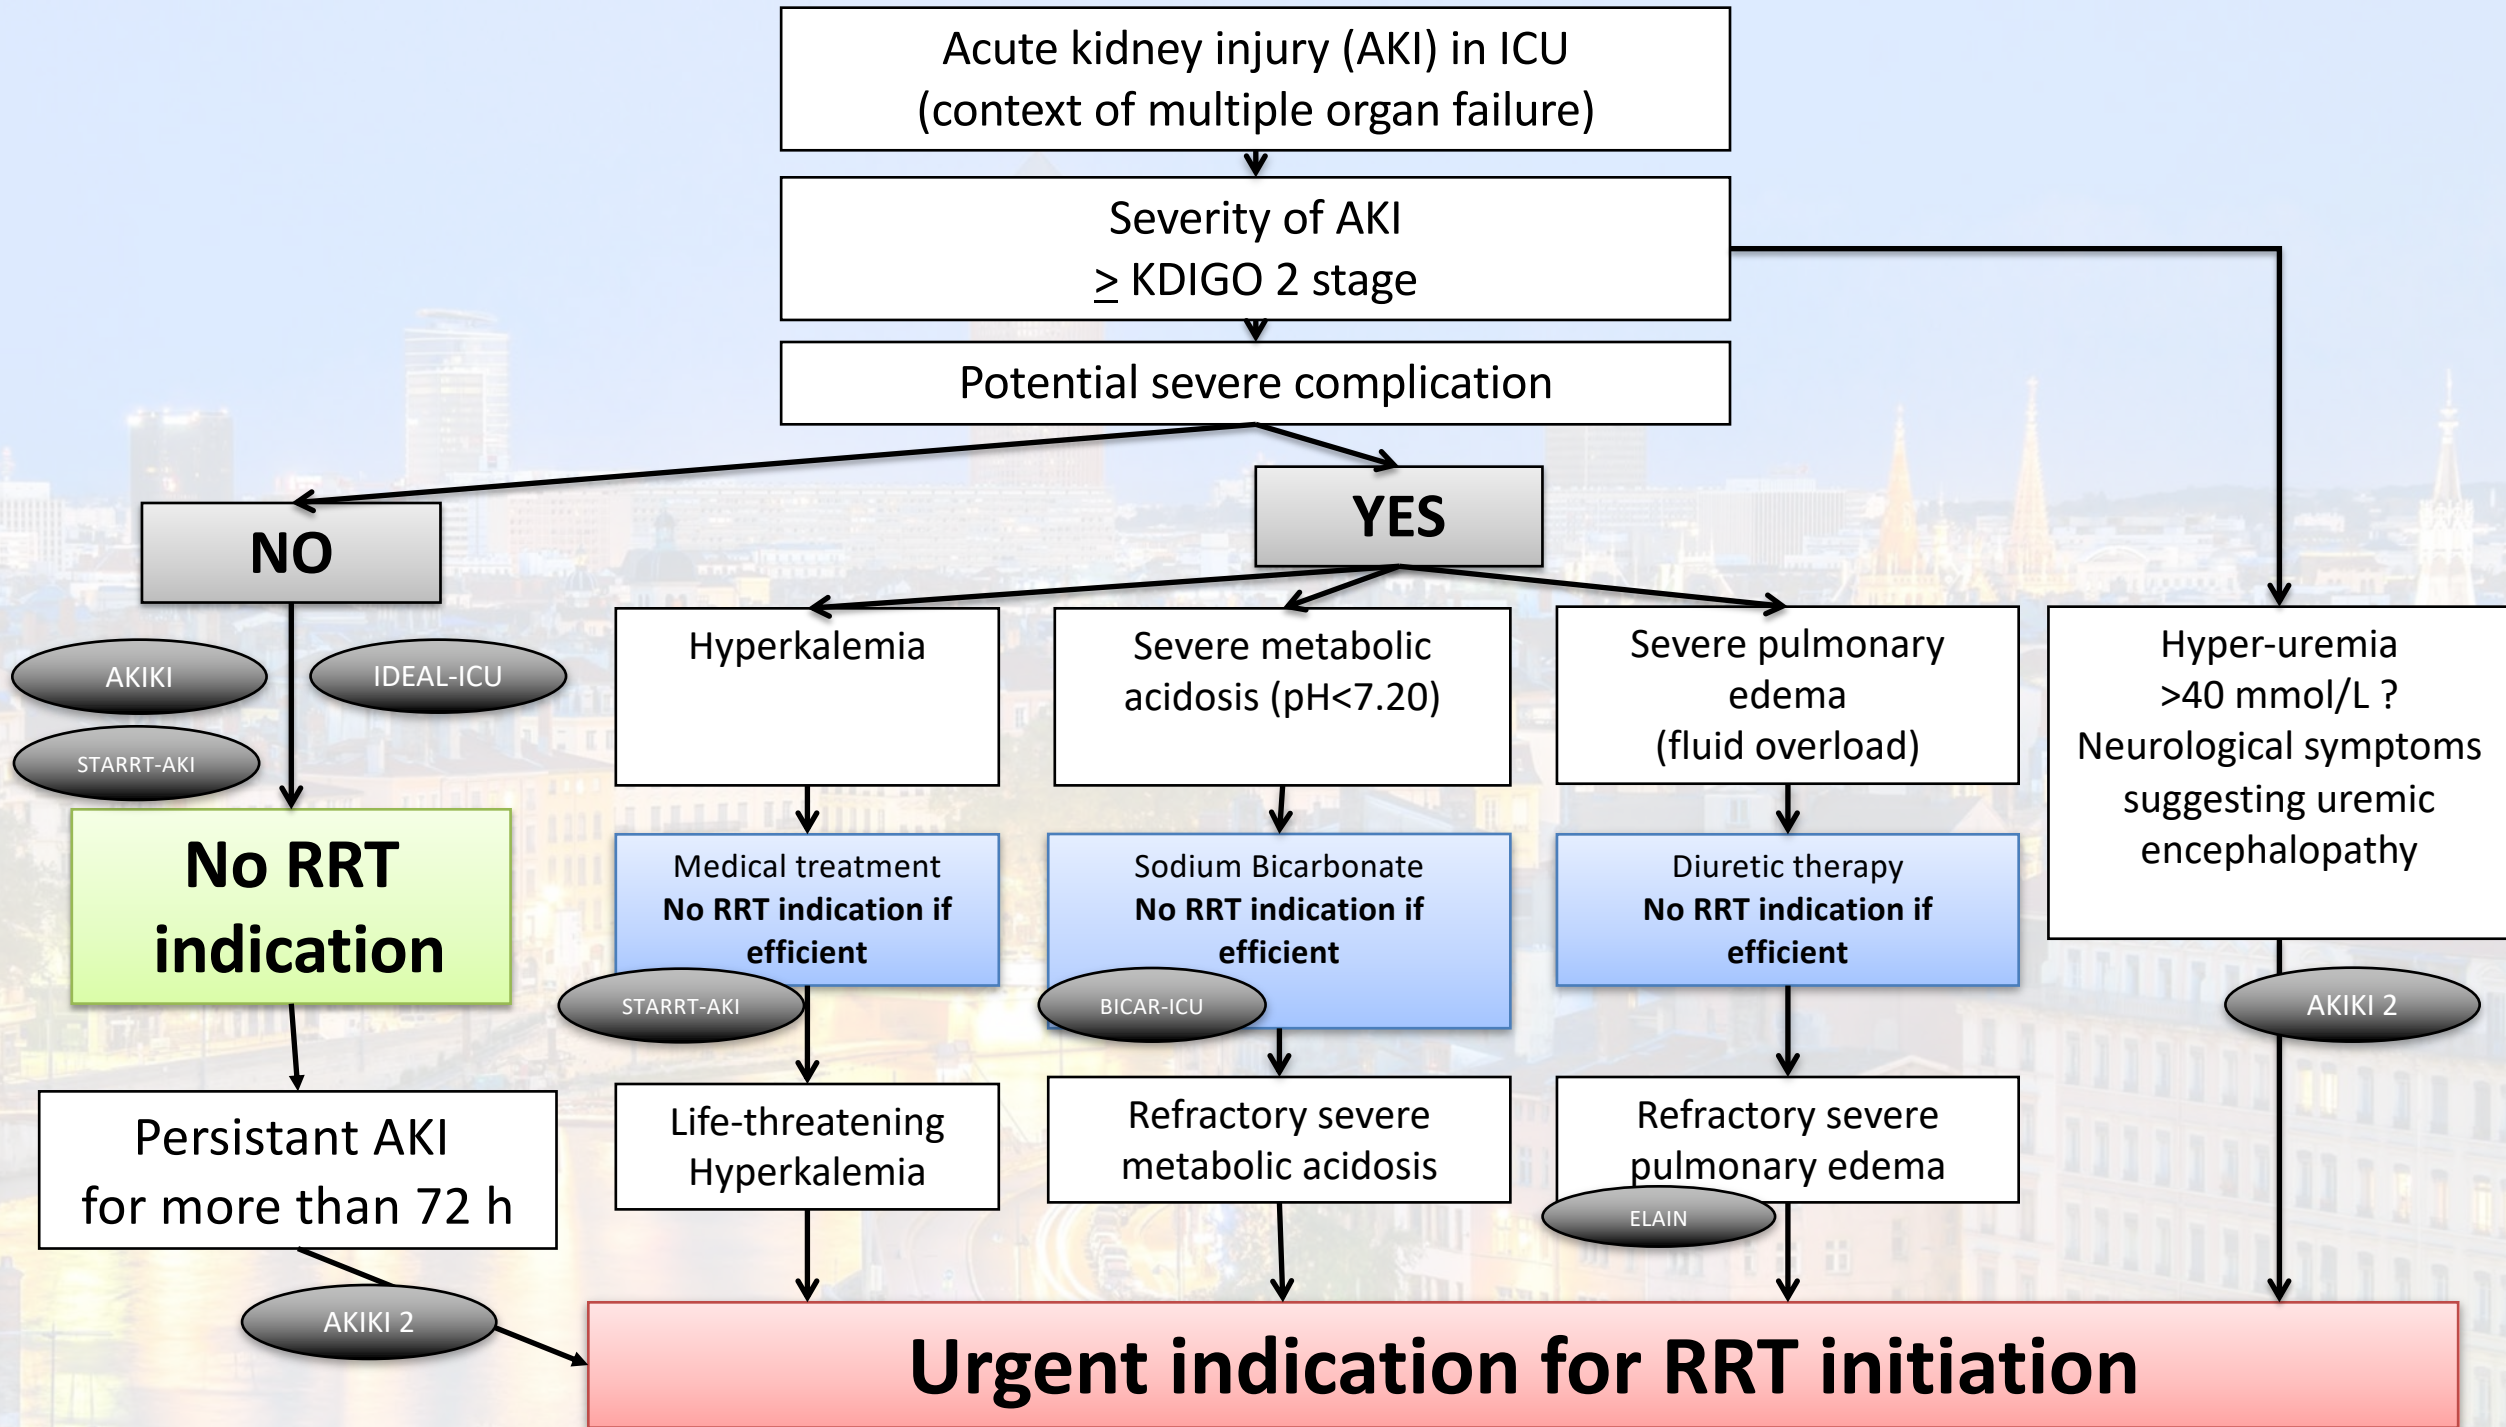 Acute kidney injury (AKI) in ICU
(context of multiple organ failure)
Severity of AKI
≥ KDIGO 2 stage
Potential severe complication
NO
YES
AKIKI
IDEAL-ICU
STARRT-AKI
No RRT
indication
Persistant AKI
for more than 72 h
AKIKI 2
Hyperkalemia
Medical treatment
No RRT indication if
efficient
STARRT-AKI
Life-threatening
Hyperkalemia
Severe metabolic
acidosis (pH<7.20)
Sodium Bicarbonate
No RRT indication if
efficient
BICAR-ICU
Refractory severe
metabolic acidosis
Severe pulmonary
edema
(fluid overload)
Diuretic therapy
No RRT indication if
efficient
Refractory severe
pulmonary edema
ELAIN
Hyper-uremia
>40 mmol/L ?
Neurological symptoms
suggesting uremic
encephalopathy
AKIKI 2
Urgent indication for RRT initiation